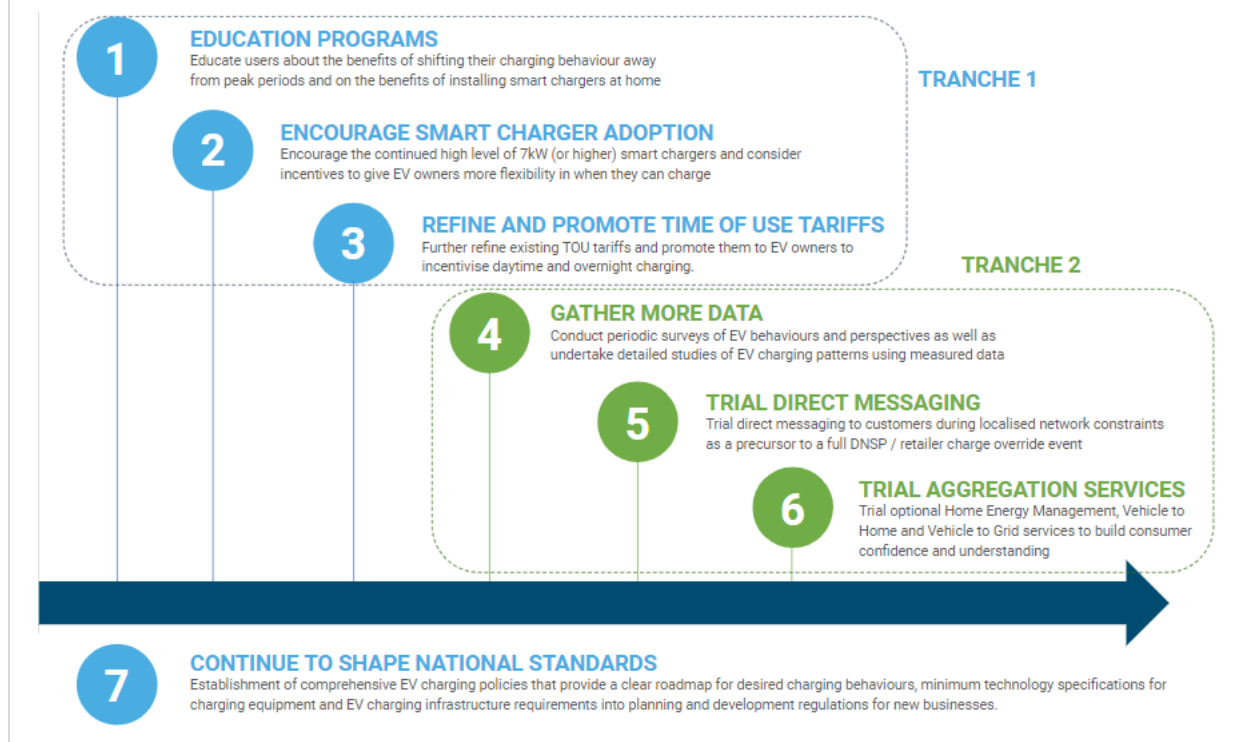 1
EDUCATION PROGRAMS
Educate users about the benefits of shifting their charging behaviour away
from peak periods and on the benefits of installing smart chargers at home
TRANCHE 1
2
ENCOURAGE SMART CHARGER ADOPTION
Encourage the continued high level of 7kW (or higher) smart chargers and consider
incentives to give EV owners more flexibility in when they can charge
3
REFINE AND PROMOTE TIME OF USE TARIFFS
Further refine existing TOU tariffs and promote them to EV owners to
incentivise daytime and overnight charging.
TRANCHE 2
4
GATHER MORE DATA
Conduct periodic surveys of EV behaviours and perspectives as well as
undertake detailed studies of EV charging patterns using measured data
5
TRIAL DIRECT MESSAGING
Trial direct messaging to customers during localised network constraints
as a precursor to a full DNSP / retailer charge override event
6
TRIAL AGGREGATION SERVICES
Trial optional Home Energy Management, Vehicle to
Home and Vehicle to Grid services to build consumer
confidence and understanding
7
CONTINUE TO SHAPE NATIONAL STANDARDS
Establishment of comprehensive EV charging policies that provide a clear roadmap for desired charging behaviours, minimum technology specifications for
charging equipment and EV charging infrastructure requirements into planning and development regulations for new businesses.